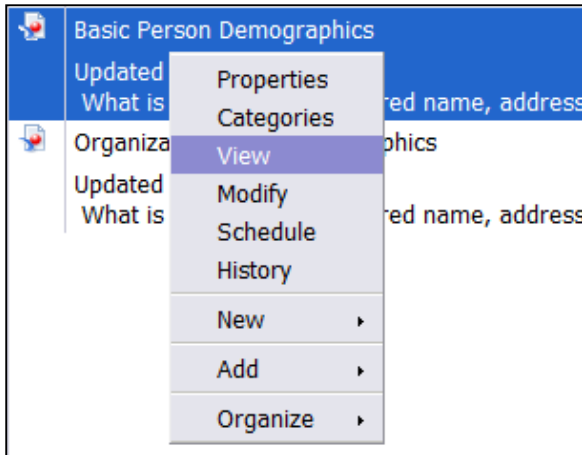 Basic Person Demographics
Updated
What is red name, address
Organiza phics
Updated
What is red name, address
Properties
Categories
View
Modify
Schedule
History
New
Add
Organize